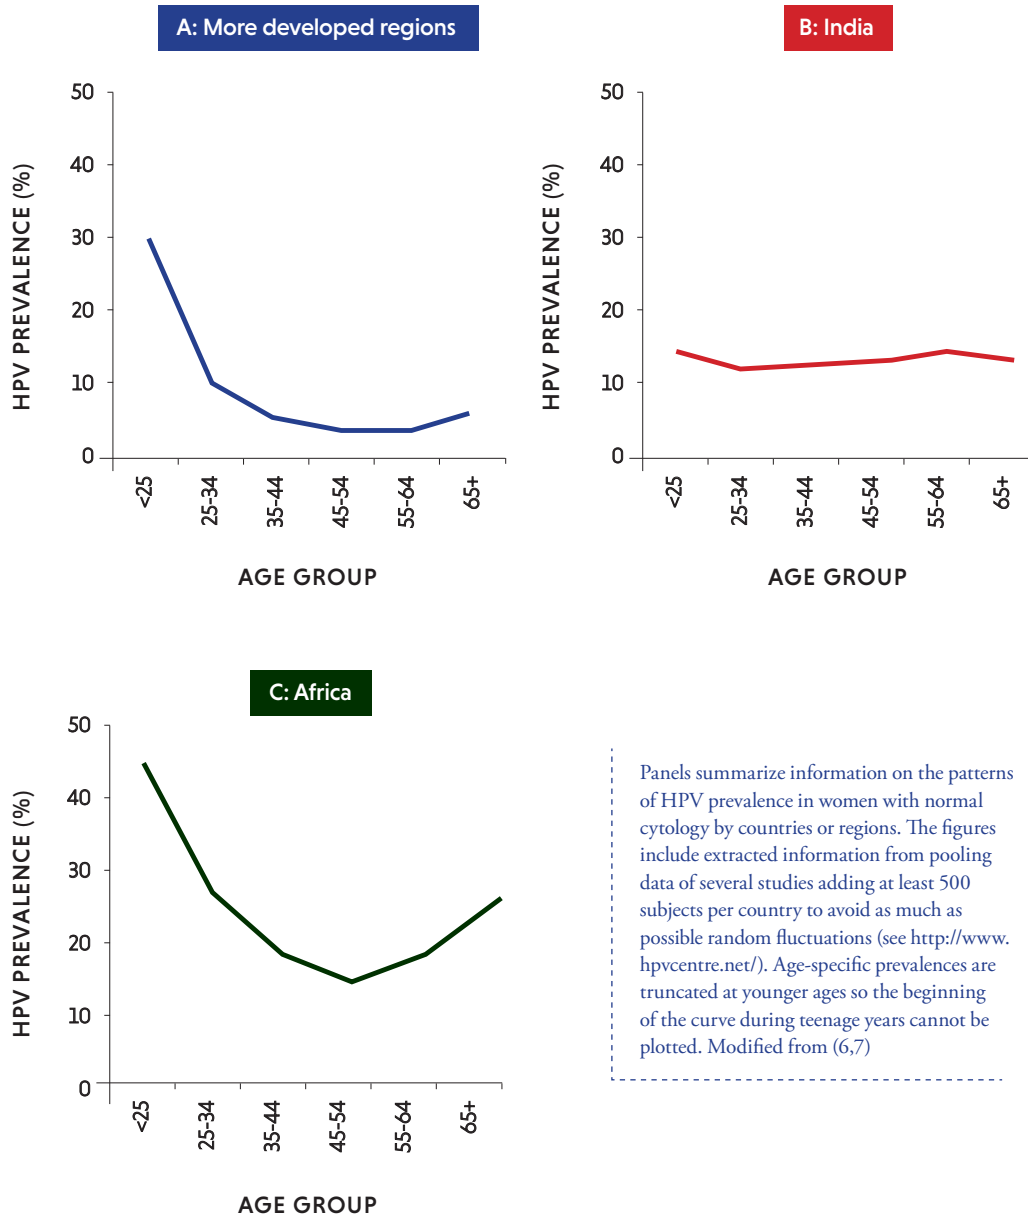 A: More developed regions
HPV PREVALENCE (%)
50
40
30
20
10
0
<25
25-34
35-44
45-54
55-64
65+
AGE GROUP
B: India
HPV PREVALENCE (%)
50
40
30
20
10
0
<25
25-34
35-44
45-54
55-64
65+
AGE GROUP
C: Africa
HPV PREVALENCE (%)
50
40
30
20
10
0
<25
25-34
35-44
45-54
55-64
65+
AGE GROUP
Panels summarize information on the patterns
of HPV prevalence in women with normal
cytology by countries or regions. The figures
include extracted information from pooling
data of several studies adding at least 500
subjects per country to avoid as much as
possible random fluctuations (see http://www.
hpvcentre.net/). Age-specific prevalences are
truncated at younger ages so the beginning
of the curve during teenage years cannot be
plotted. Modified from (6,7)